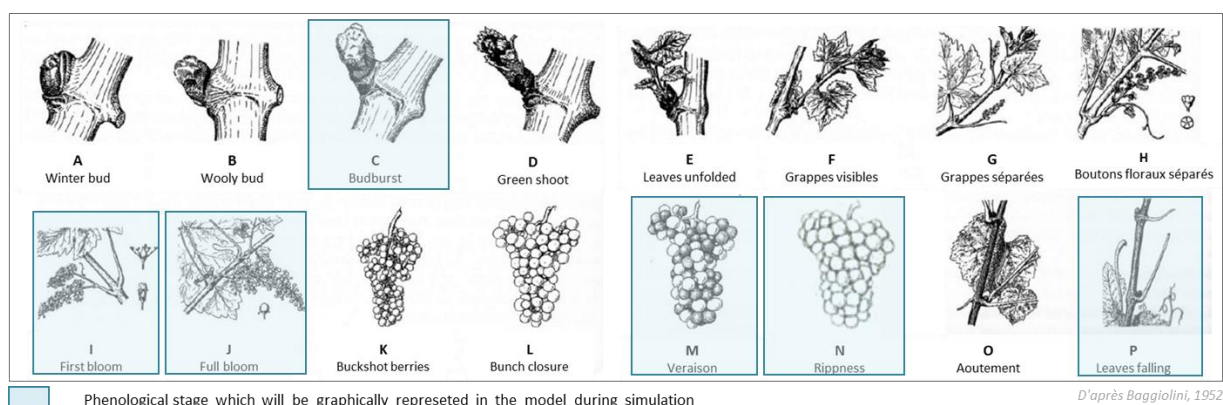 A
Winter bud
B
Wooly bud
C
Budburst
D
Green shoot
E
Leaves unfolded
F
Grappes visibles
G
Grappes séparées
H
Boutons floraux séparés
I
First bloom
J
Full bloom
K
Buckshot berries
L
Bunch closure
M
Veraison
N
Rippness
O
Aoutement
P
Leaves falling
Phenological stage which will be graphically represeted in the model during simulation
D'après Baggiolini, 1952